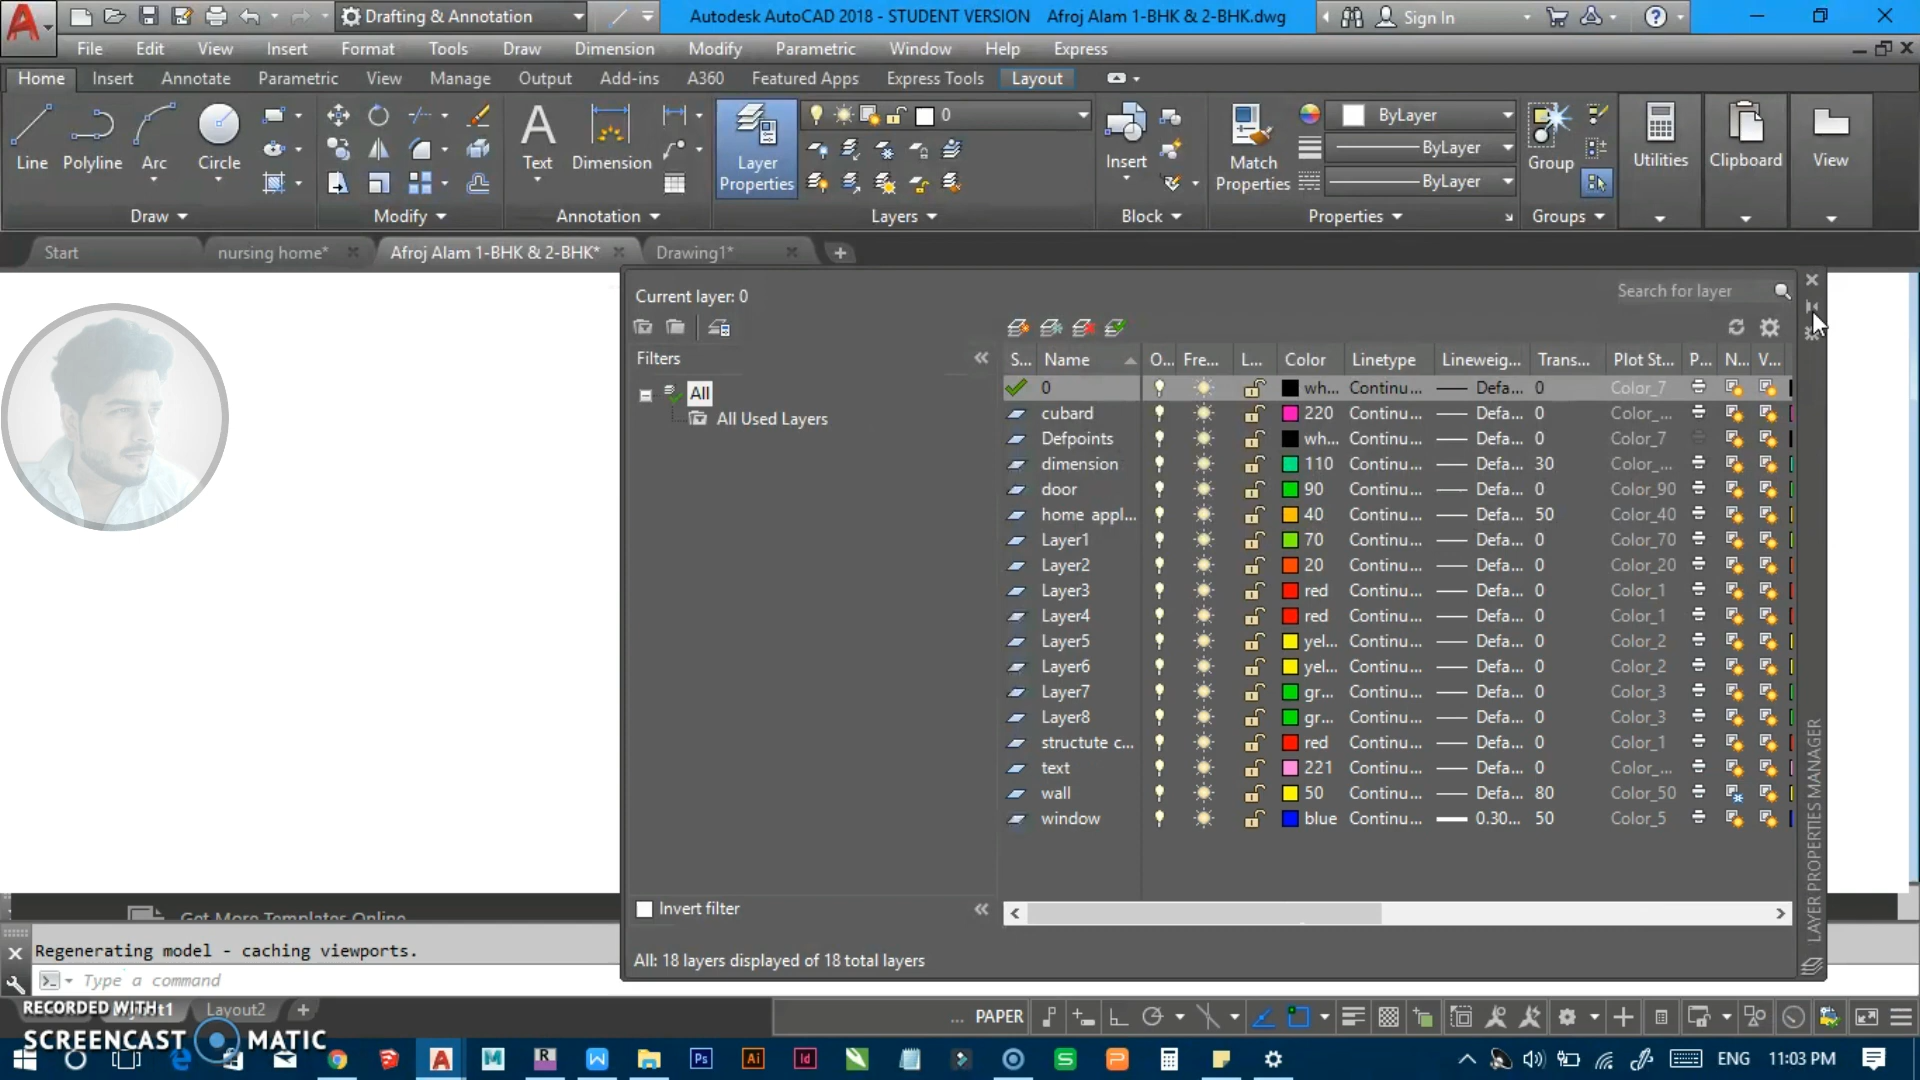 Drafting & Annotation
Autodesk AutoCAD 2018 - STUDENT VERSION Afroj Alam 1-BHK & 2-BHK.dwg
Sign In
File Edit View Insert Format Tools Draw Dimension Modify Parametric Window Help Express
Home Insert Annotate Parametric View Manage Output Add-ins A360 Featured Apps Express Tools Layout
0
ByLayer
ByLayer
ByLayer
Line Polyline Arc Circle
Text Dimension
Layer
Properties
Insert
Match
Properties
Group
Utilities
Clipboard
View
Draw Modify Annotation Layers Block Properties Groups
Start nursing home* Afroj Alam 1-BHK & 2-BHK* Drawing1*
Current layer: 0
Search for layer
Filters
All
All Used Layers
S... Name O... Fre... L... Color Linetype Lineweig... Trans... Plot St... P... N... V...
0 wh... Continu... Defa... 0 Color_7
cubard 220 Continu... Defa... 0 Color_...
Defpoints wh... Continu... Defa... 0 Color_7
dimension 110 Continu... Defa... 30 Color_...
door 90 Continu... Defa... 0 Color_90
home appl... 40 Continu... Defa... 50 Color_40
Layer1 70 Continu... Defa... 0 Color_70
Layer2 20 Continu... Defa... 0 Color_20
Layer3 red Continu... Defa... 0 Color_1
Layer4 red Continu... Defa... 0 Color_1
Layer5 yel... Continu... Defa... 0 Color_2
Layer6 yel... Continu... Defa... 0 Color_2
Layer7 gr... Continu... Defa... 0 Color_3
Layer8 gr... Continu... Defa... 0 Color_3
structute c... red Continu... Defa... 0 Color_1
text 221 Continu... Defa... 0 Color_...
wall 50 Continu... Defa... 80 Color_50
window blue Continu... 0.30... 50 Color_5
LAYER PROPERTIES MANAGER
Invert filter
All: 18 layers displayed of 18 total layers
Get More Templates Online
Regenerating model - caching viewports.
Type a command
Layout2
... PAPER
RECORDED WITH
SCREENCAST MATIC
ENG 11:03 PM